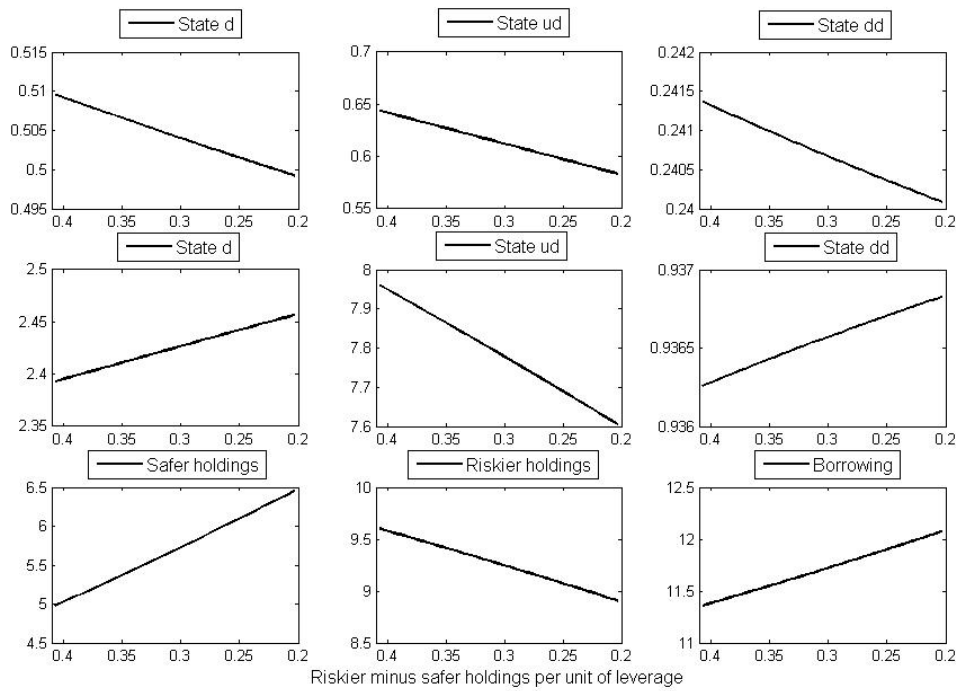 State d
State ud
State dd
0.515
0.51
0.505
0.5
0.495
0.4 0.35 0.3 0.25 0.2
0.7
0.65
0.6
0.55
0.4 0.35 0.3 0.25 0.2
0.242
0.2415
0.241
0.2405
0.24
0.4 0.35 0.3 0.25 0.2
State d
State ud
State dd
2.5
2.45
2.4
2.35
0.4 0.35 0.3 0.25 0.2
8
7.9
7.8
7.7
7.6
0.4 0.35 0.3 0.25 0.2
0.937
0.9365
0.936
0.4 0.35 0.3 0.25 0.2
Safer holdings
Riskier holdings
Borrowing
6.5
6
5.5
5
4.5
0.4 0.35 0.3 0.25 0.2
10
9.5
9
8.5
0.4 0.35 0.3 0.25 0.2
12.5
12
11.5
11
0.4 0.35 0.3 0.25 0.2
Riskier minus safer holdings per unit of leverage